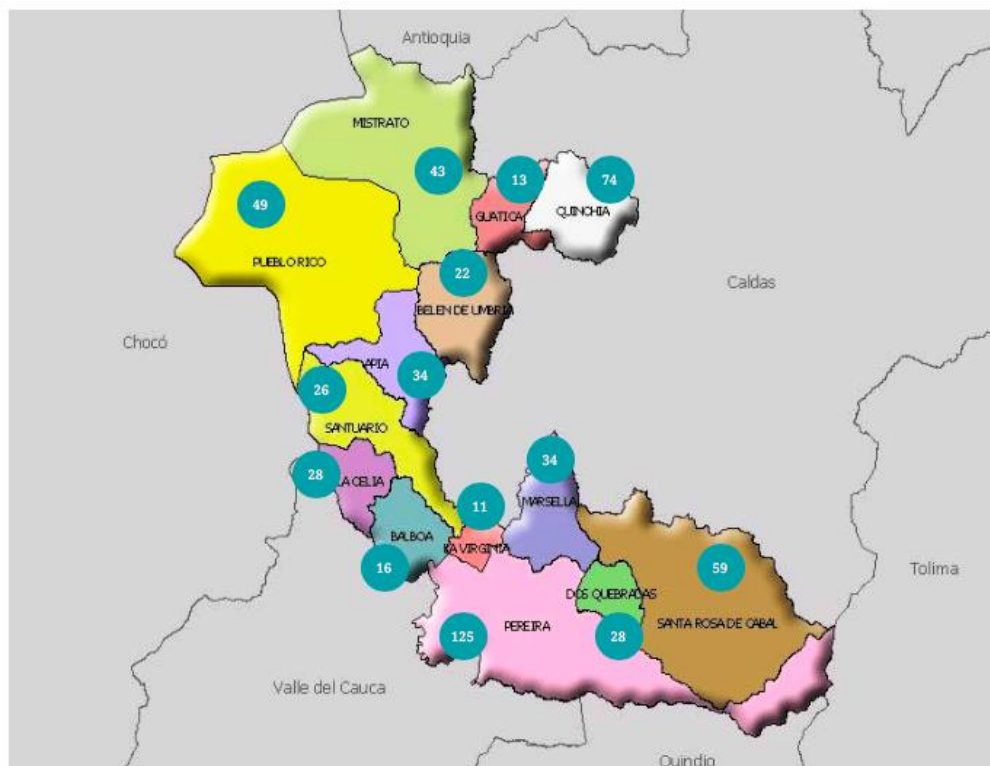 Antioquia
MISTRATO
43
13
74
49
GUATICA
QUINCHIA
PUEBLO RICO
22
Caldas
BELEN DE UMBRIA
Chocó
APIA
34
26
SANTUARIO
34
28
LA CELIA
MARSELLA
11
BALBOA
LA VIRGINIA
16
59
Tolima
DOS QUEBRADAS
SANTA ROSA DE CABAL
PEREIRA
125
28
Valle del Cauca
Quindio